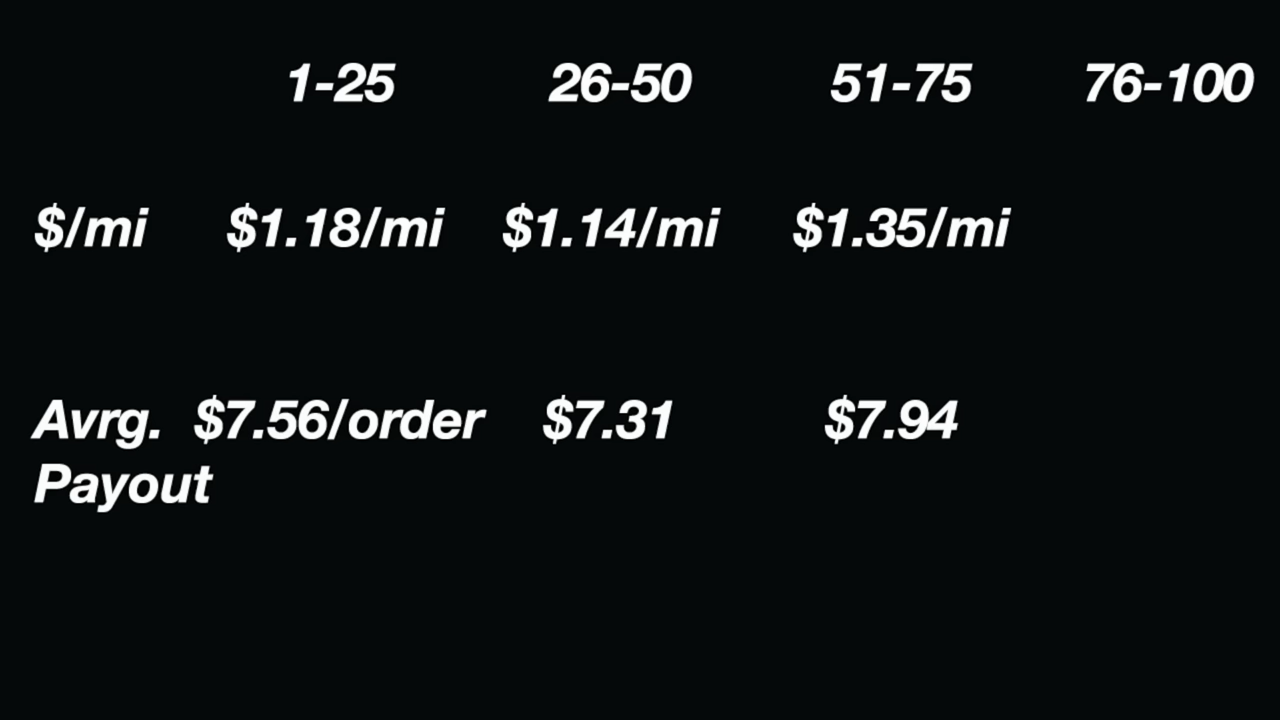 1-25 26-50 51-75 76-100
$/mi $1.18/mi $1.14/mi $1.35/mi
Avrg. $7.56/order $7.31 $7.94
Payout